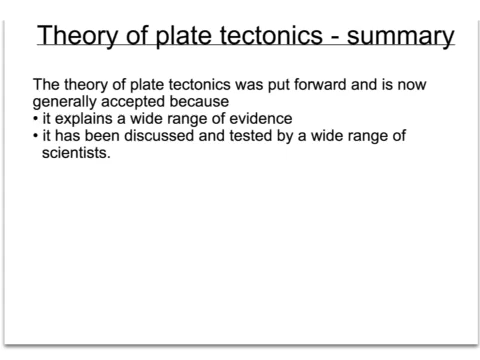 Theory of plate tectonics - summary
The theory of plate tectonics was put forward and is now
generally accepted because
• it explains a wide range of evidence
• it has been discussed and tested by a wide range of
scientists.